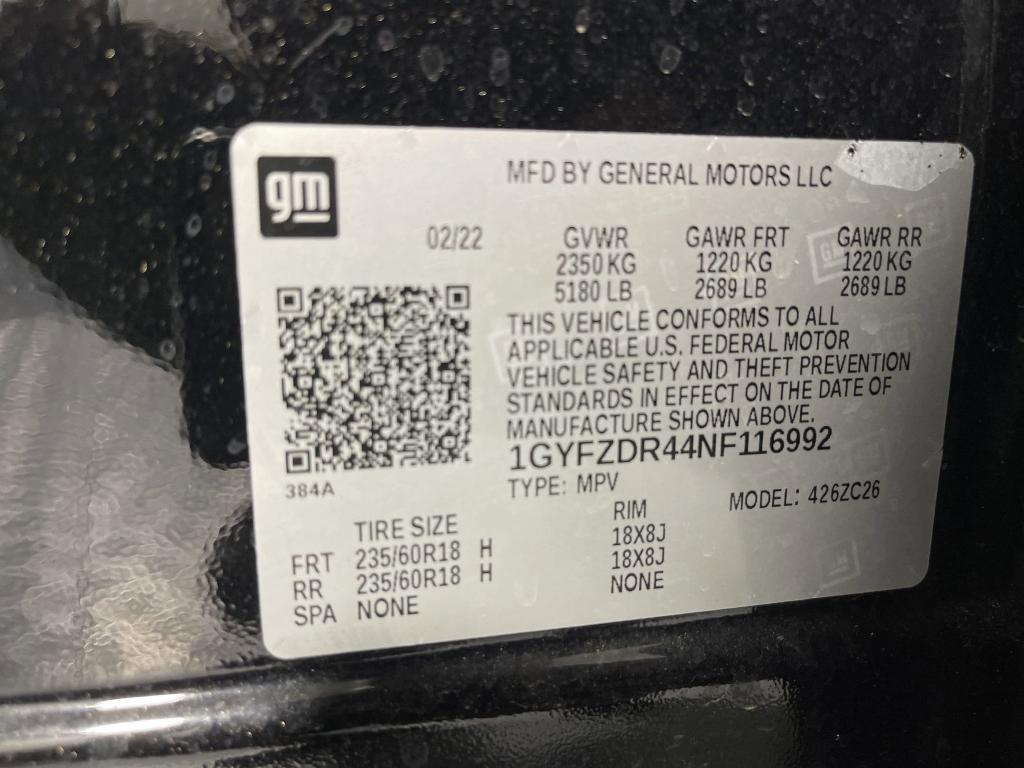 gm
MFD BY GENERAL MOTORS LLC
02/22 GVWR GAWR FRT GAWR RR
2350 KG 1220 KG 1220 KG
5180 LB 2689 LB 2689 LB
THIS VEHICLE CONFORMS TO ALL
APPLICABLE U.S. FEDERAL MOTOR
VEHICLE SAFETY AND THEFT PREVENTION
STANDARDS IN EFFECT ON THE DATE OF
MANUFACTURE SHOWN ABOVE.
1GYFZDR44NF116992
384A
TYPE: MPV MODEL: 426ZC26
TIRE SIZE RIM
FRT 235/60R18 H 18X8J
RR 235/60R18 H 18X8J
SPA NONE NONE